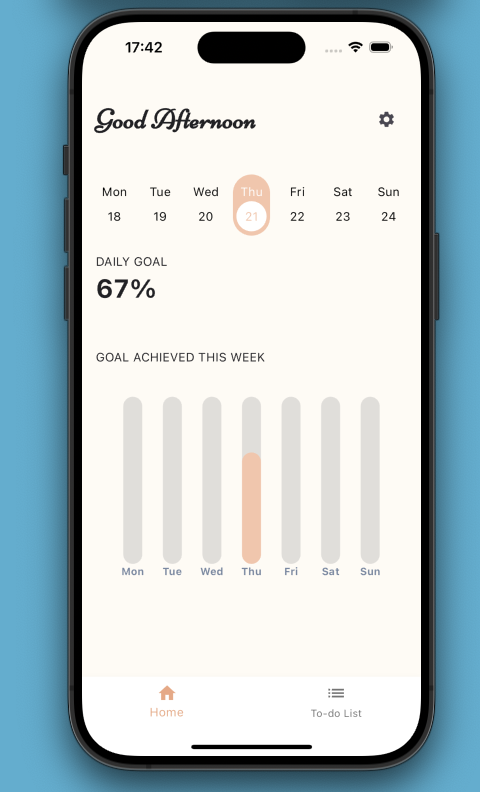 17:42
Good Afternoon
Mon Tue Wed Thu Fri Sat Sun
18 19 20 21 22 23 24
DAILY GOAL
67%
GOAL ACHIEVED THIS WEEK
Mon Tue Wed Thu Fri Sat Sun
Home To-do List